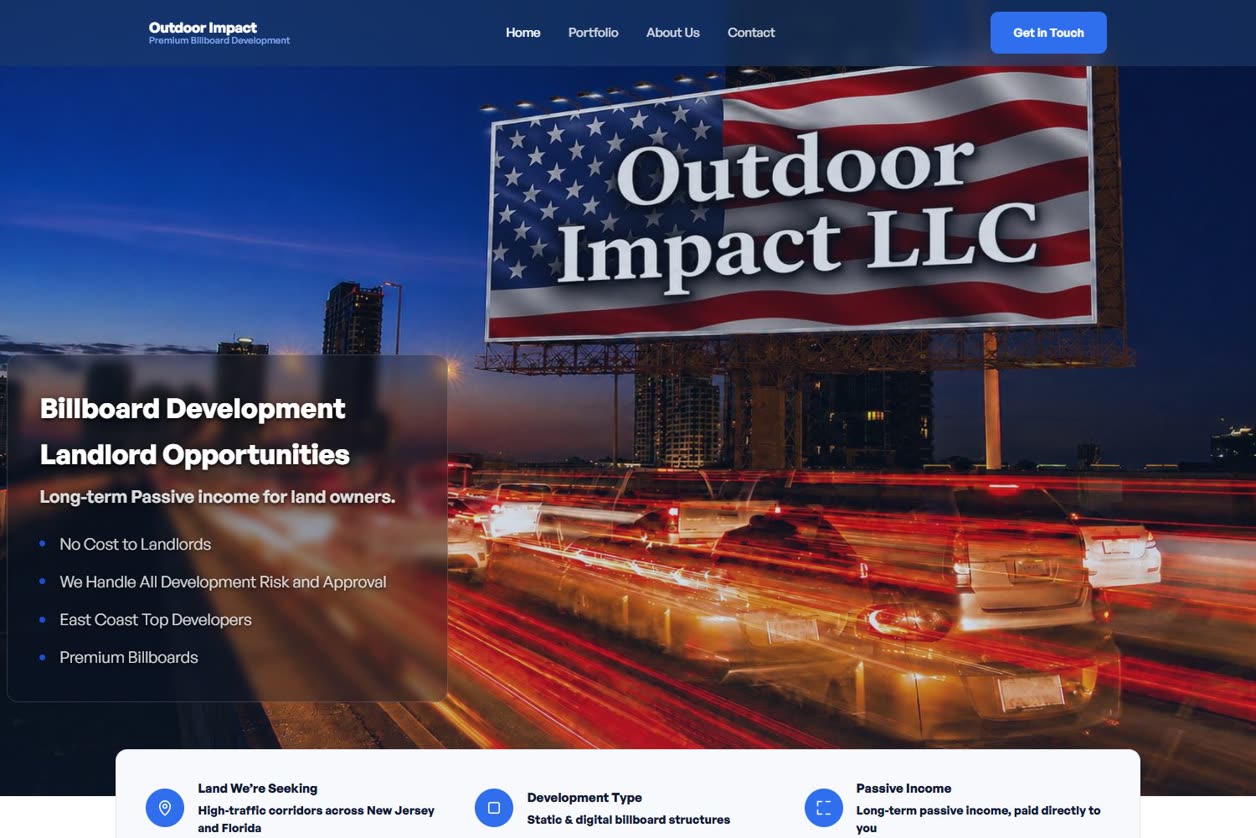 Outdoor Impact
Premium Billboard Development
Home
Portfolio
About Us
Contact
Get in Touch
Outdoor
Impact LLC
Billboard Development
Landlord Opportunities
Long-term Passive income for land owners.
No Cost to Landlords
We Handle All Development Risk and Approval
East Coast Top Developers
Premium Billboards
Land We’re Seeking
High-traffic corridors across New Jersey
and Florida
Development Type
Static & digital billboard structures
Passive Income
Long-term passive income, paid directly to
you